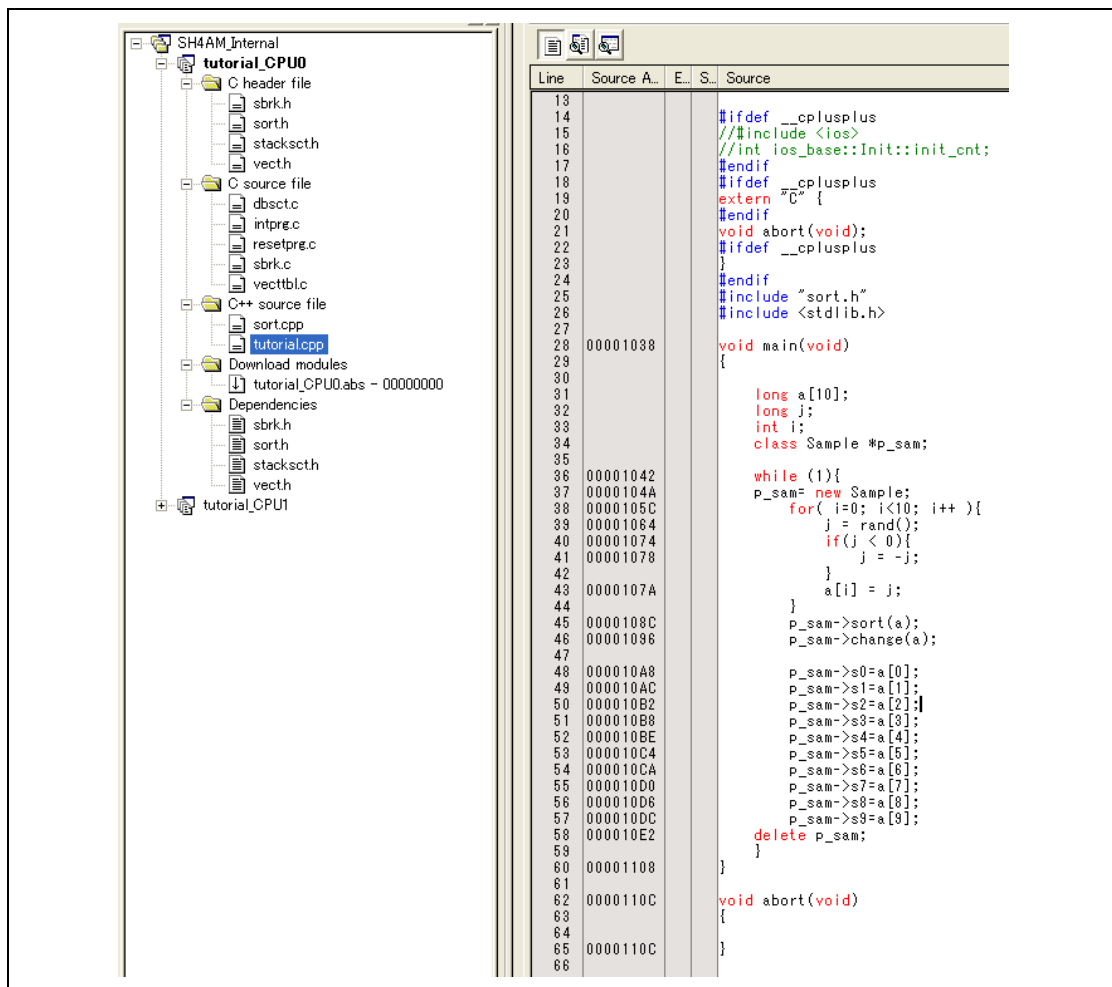 SH4AM_Internal
tutorial_CPU0
C header file
sbrk.h
sort.h
stacksct.h
vect.h
C source file
dbsct.c
intprg.c
resetprg.c
sbrk.c
vecttbl.c
C++ source file
sort.cpp
tutorial.cpp
Download modules
tutorial_CPU0.abs - 00000000
Dependencies
sbrk.h
sort.h
stacksct.h
vect.h
tutorial_CPU1
Line Source A... E... S... Source
13
14 #ifdef __cplusplus
15 //#include <ios>
16 //int ios_base::Init::init_cnt;
17 #endif
18 #ifdef __cplusplus
19 extern "C" {
20 #endif
21 void abort(void);
22 #ifdef __cplusplus
23 }
24 #endif
25 #include "sort.h"
26 #include <stdlib.h>
27
28 00001038 void main(void)
29 {
30
31 long a[10];
32 long j;
33 int i;
34 class Sample *p_sam;
35
36 00001042 while (1){
37 0000104A p_sam= new Sample;
38 0000105C for( i=0; i<10; i++ ){
39 00001064 j = rand();
40 00001074 if(j < 0){
41 00001078 j = -j;
42 }
43 0000107A a[i] = j;
44 }
45 0000108C p_sam->sort(a);
46 00001096 p_sam->change(a);
47
48 000010A8 p_sam->s0=a[0];
49 000010AC p_sam->s1=a[1];
50 000010B2 p_sam->s2=a[2];
51 000010B8 p_sam->s3=a[3];
52 000010BE p_sam->s4=a[4];
53 000010C4 p_sam->s5=a[5];
54 000010CA p_sam->s6=a[6];
55 000010D0 p_sam->s7=a[7];
56 000010D6 p_sam->s8=a[8];
57 000010DC p_sam->s9=a[9];
58 000010E2 delete p_sam;
59 }
60 00001108 }
61
62 0000110C void abort(void)
63 {
64
65 0000110C }
66